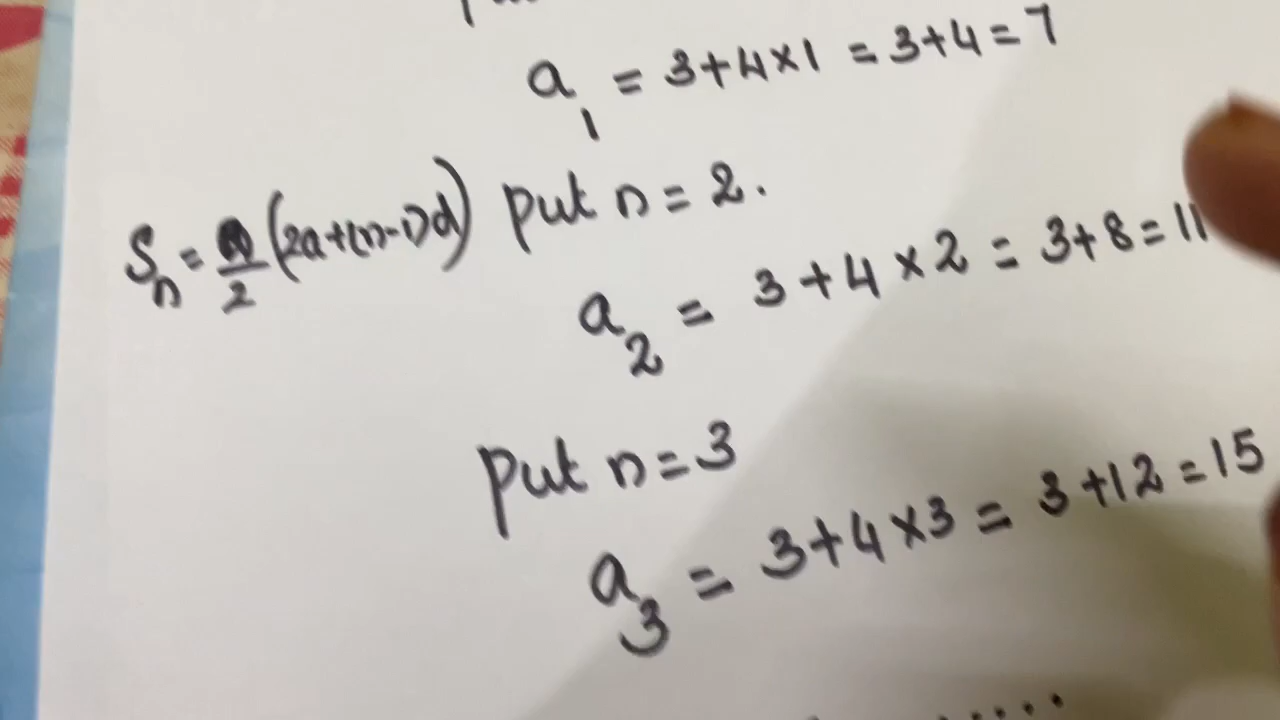 a₁ = 3+4×1 = 3+4 = 7
Sₙ = n/2 (2a+(n-1)d) put n = 2.
a₂ = 3+4×2 = 3+8 = 11
put n = 3
a₃ = 3+4×3 = 3+12 = 15
.....